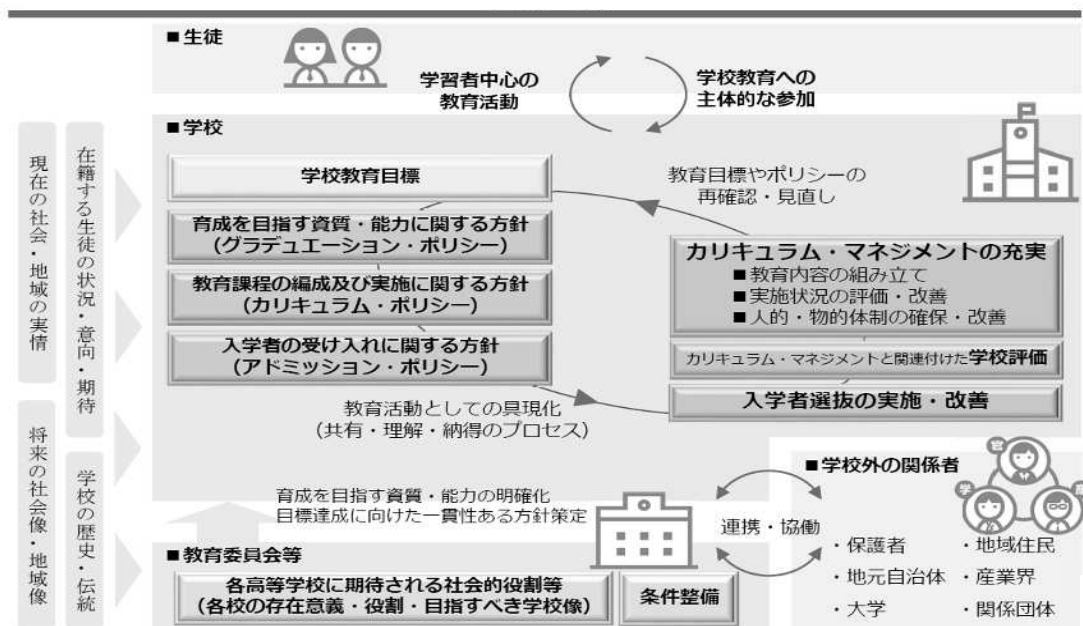 ■生徒
学習者中心の
教育活動
学校教育への
主体的な参加
現在の社会・地域の実情
将来の社会像・地域像
在籍する生徒の状況・意向・期待
学校の歴史・伝統
■学校
学校教育目標
育成を目指す資質・能力に関する方針
（グラデュエーション・ポリシー）
教育課程の編成及び実施に関する方針
（カリキュラム・ポリシー）
入学者の受け入れに関する方針
（アドミッション・ポリシー）
教育目標やポリシーの
再確認・見直し
カリキュラム・マネジメントの充実
■教育内容の組み立て
■実施状況の評価・改善
■人的・物的体制の確保・改善
カリキュラム・マネジメントと関連付けた学校評価
入学者選抜の実施・改善
教育活動としての具現化
（共有・理解・納得のプロセス）
育成を目指す資質・能力の明確化
目標達成に向けた一貫性ある方針策定
■教育委員会等
各高等学校に期待される社会的役割等
（各校の存在意義・役割・目指すべき学校像）
条件整備
連携・協働
■学校外の関係者
官
学
・保護者
・地域住民
・地元自治体
・産業界
・大学
・関係団体